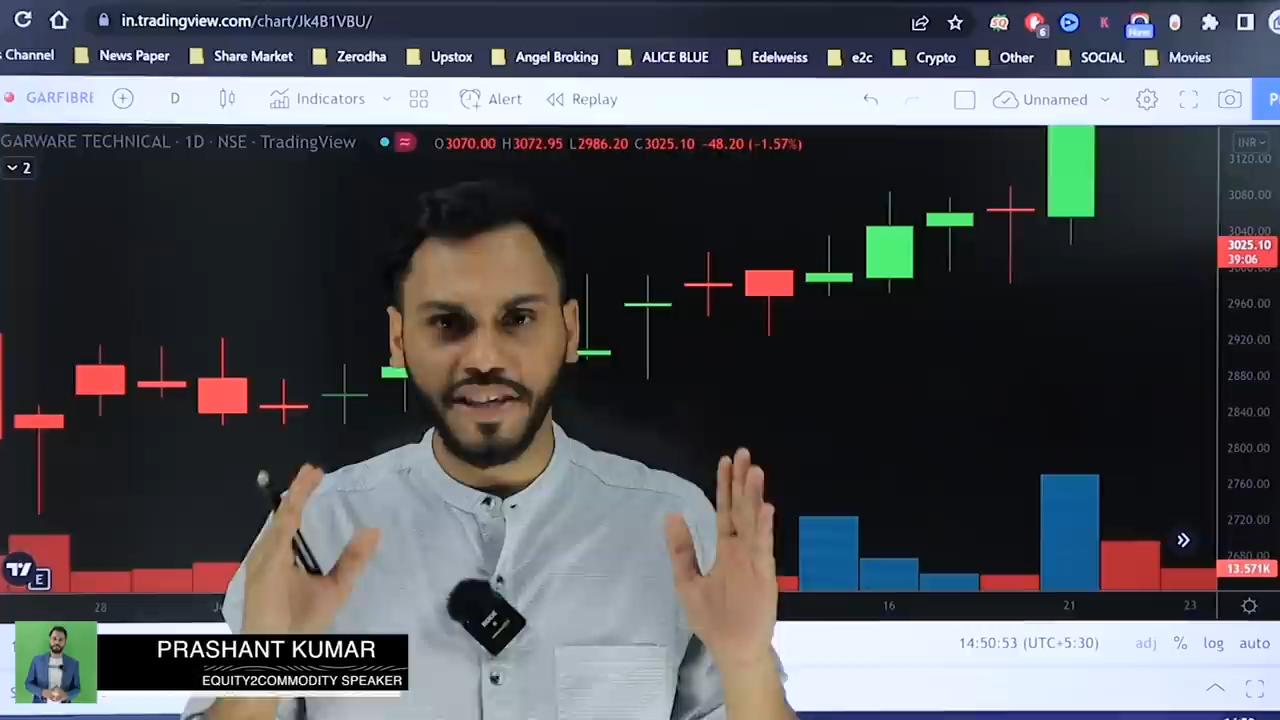 in.tradingview.com/chart/Jk4B1VBU/
6
New
Channel News Paper Share Market Zerodha Upstox Angel Broking ALICE BLUE Edelweiss e2c Crypto Other SOCIAL Movies
GARFIBRE D Indicators Alert Replay Unnamed P
GARWARE TECHNICAL · 1D · NSE · TradingView O3070.00 H3072.95 L2986.20 C3025.10 -48.20 (-1.57%) INR
2
3120.00
3080.00
3040.00
3025.10
39:06
2960.00
2920.00
2880.00
2840.00
2800.00
2760.00
2720.00
2680.00
13.571K
E
28 16 21 23
14:50:53 (UTC+5:30) adj % log auto
PRASHANT KUMAR
EQUITY2COMMODITY SPEAKER